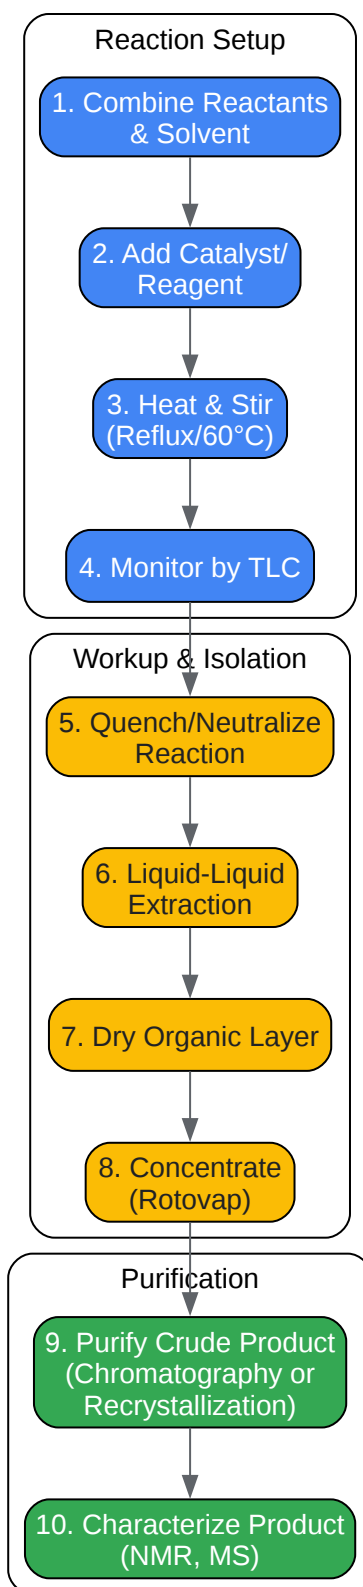 Reaction Setup
1. Combine Reactants
& Solvent
2. Add Catalyst/
Reagent
3. Heat & Stir
(Reflux/60°C)
4. Monitor by TLC
Workup & Isolation
5. Quench/Neutralize
Reaction
6. Liquid-Liquid
Extraction
7. Dry Organic Layer
8. Concentrate
(Rotovap)
Purification
9. Purify Crude Product
(Chromatography or
Recrystallization)
10. Characterize Product
(NMR, MS)